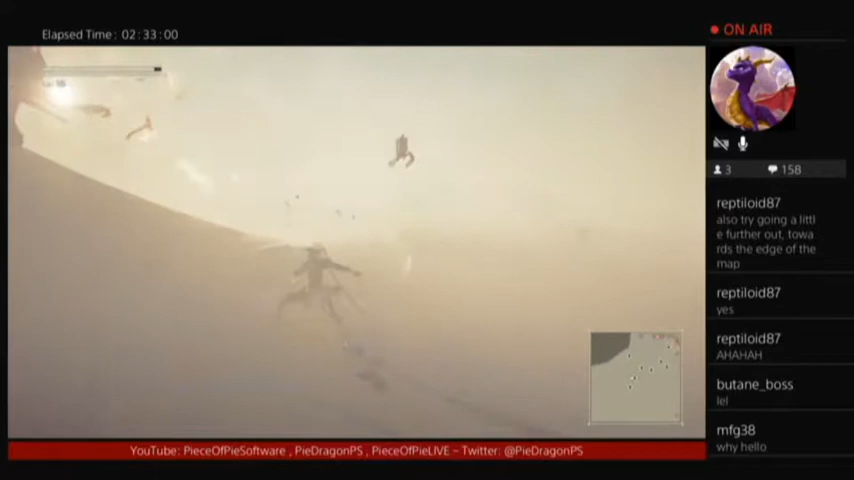 Elapsed Time : 02:33:00
ON AIR
3
158
reptiloid87
also try going a littl
e further out, towa
rds the edge of the
map
reptiloid87
yes
reptiloid87
AHAHAH
butane_boss
lel
mfg38
why hello
YouTube: PieceOfPieSoftware , PieDragonPS , PieceOfPieLIVE – Twitter: @PieDragonPS